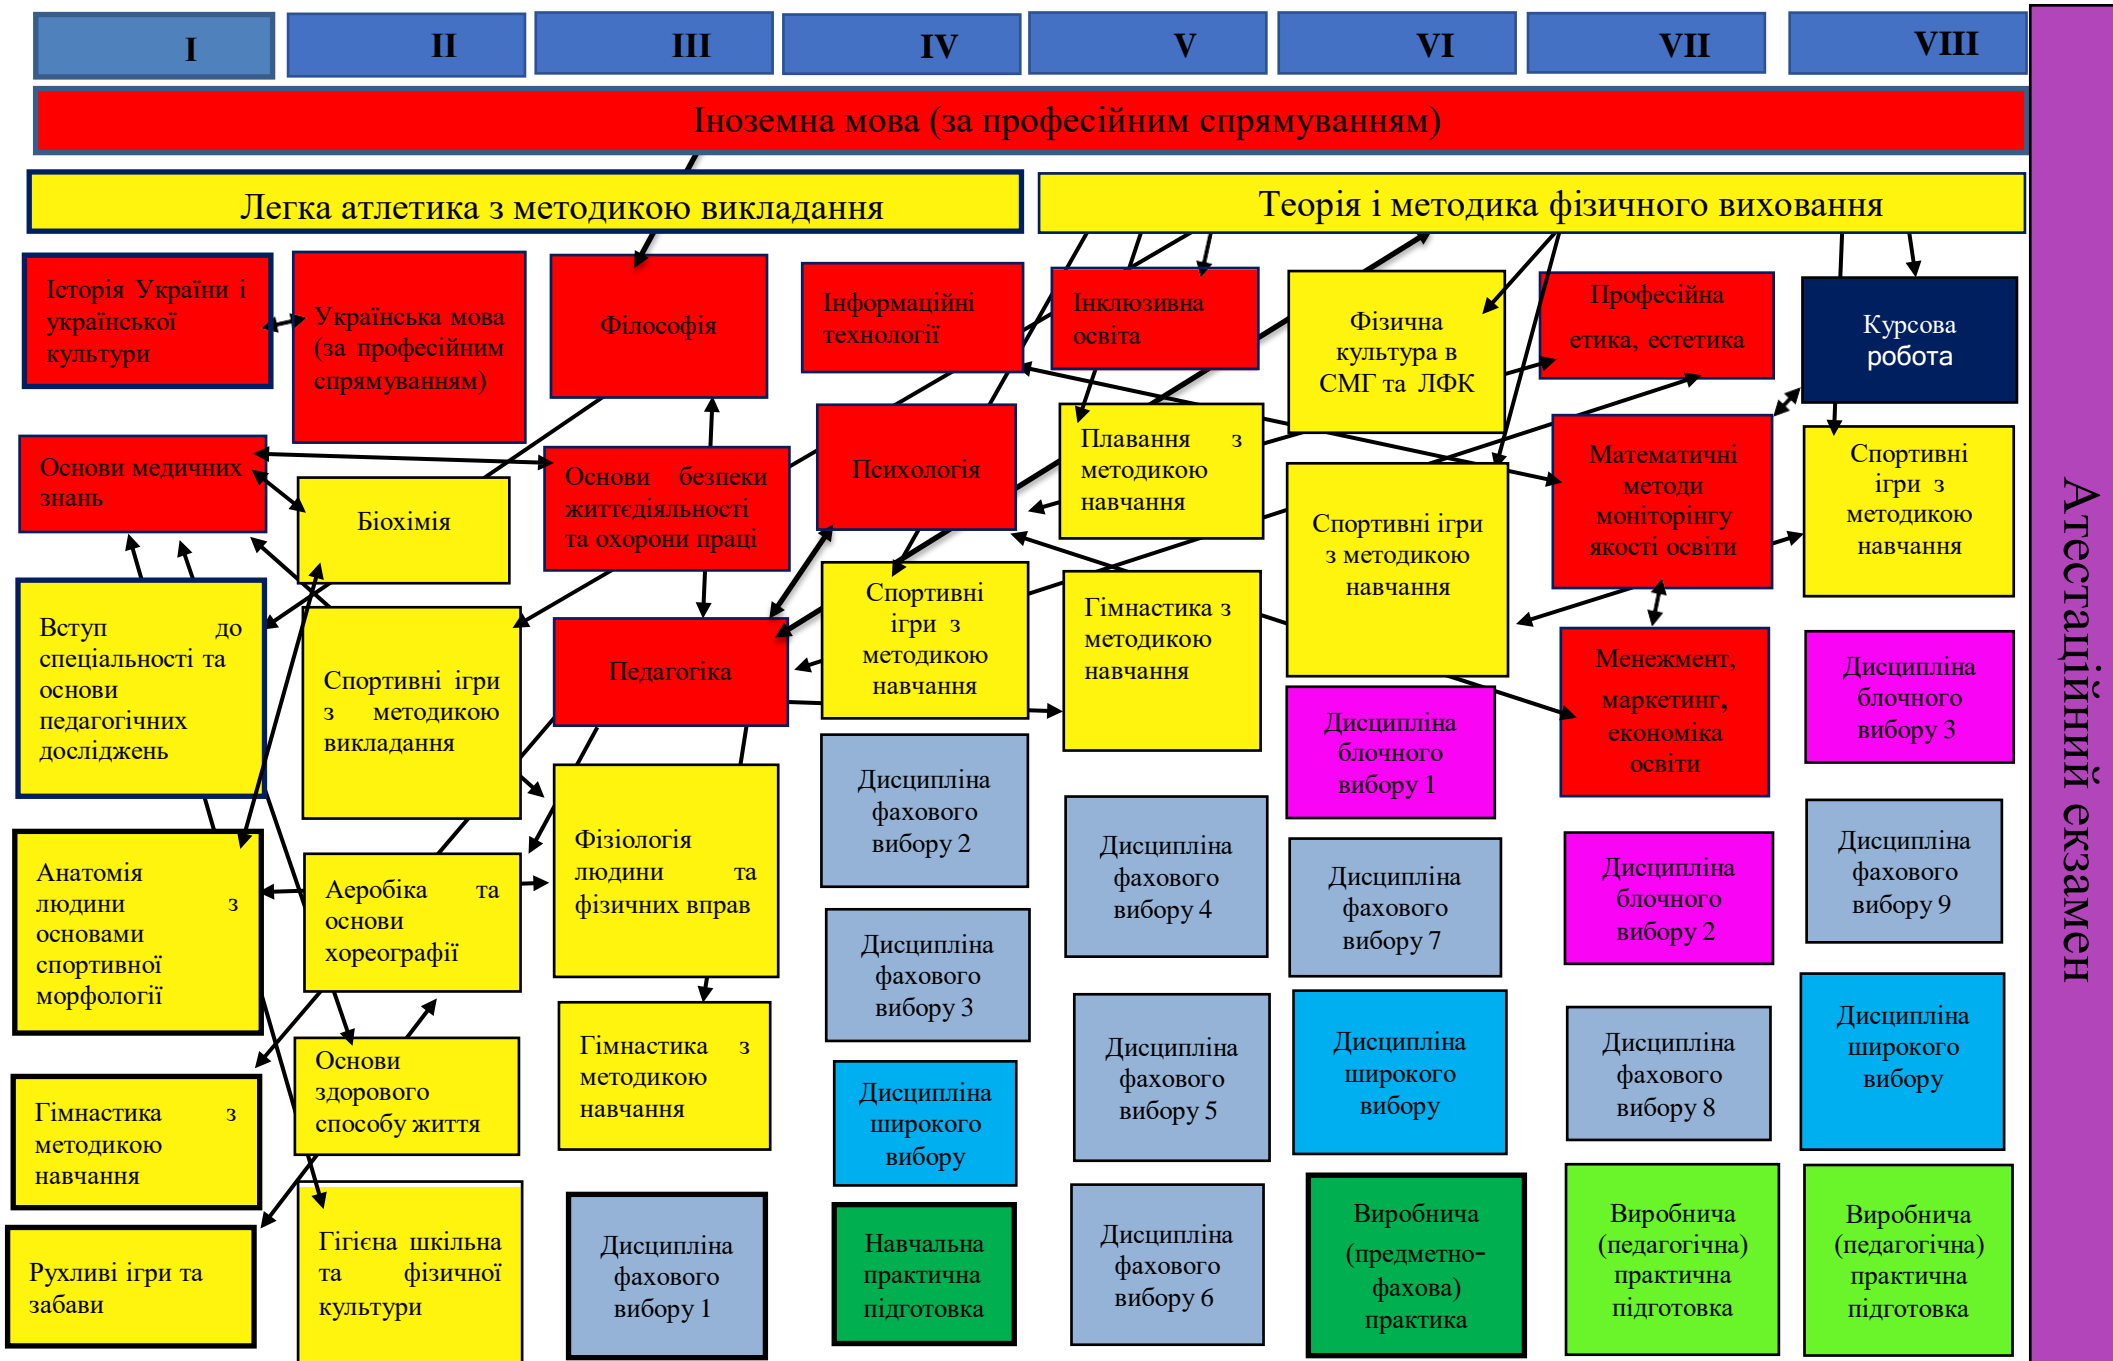 I
II
III
IV
V
VI
VII
VIII
Іноземна мова (за професійним спрямуванням)
Легка атлетика з методикою викладання
Теорія і методика фізичного виховання
Історія України і
української
культури
Українська мова
(за професійним
спрямуванням)
Філософія
Інформаційні
технології
Інклюзивна
освіта
Фізична
культура в
СМГ та ЛФК
Професійна
етика, естетика
Курсова
робота
Основи медичних
знань
Біохімія
Основи безпеки
життєдіяльності
та охорони праці
Психологія
Плавання з
методикою
навчання
Спортивні ігри
з методикою
навчання
Математичні
методи
моніторингу
якості освіти
Спортивні
ігри з
методикою
навчання
Вступ до
спеціальності та
основи
педагогічних
досліджень
Спортивні ігри
з методикою
викладання
Педагогіка
Спортивні
ігри з
методикою
навчання
Гімнастика з
методикою
навчання
Дисципліна
блочного
вибору 1
Менежмент,
маркетинг,
економіка
освіти
Дисципліна
блочного
вибору 3
Анатомія
людини з
основами
спортивної
морфології
Аеробіка та
основи
хореографії
Фізіологія
людини та
фізичних вправ
Дисципліна
фахового
вибору 2
Дисципліна
фахового
вибору 4
Дисципліна
фахового
вибору 7
Дисципліна
блочного
вибору 2
Дисципліна
фахового
вибору 9
Гімнастика з
методикою
навчання
Основи
здорового
способу життя
Гімнастика з
методикою
навчання
Дисципліна
фахового
вибору 3
Дисципліна
широкого
вибору
Дисципліна
фахового
вибору 5
Дисципліна
широкого
вибору
Дисципліна
фахового
вибору 8
Дисципліна
широкого
вибору
Рухливі ігри та
забави
Гігієна шкільна
та фізичної
культури
Дисципліна
фахового
вибору 1
Навчальна
практична
підготовка
Дисципліна
фахового
вибору 6
Виробнича
(предметно-
фахова)
практика
Виробнича
(педагогічна)
практична
підготовка
Виробнича
(педагогічна)
практична
підготовка
Атестаційний екзамен